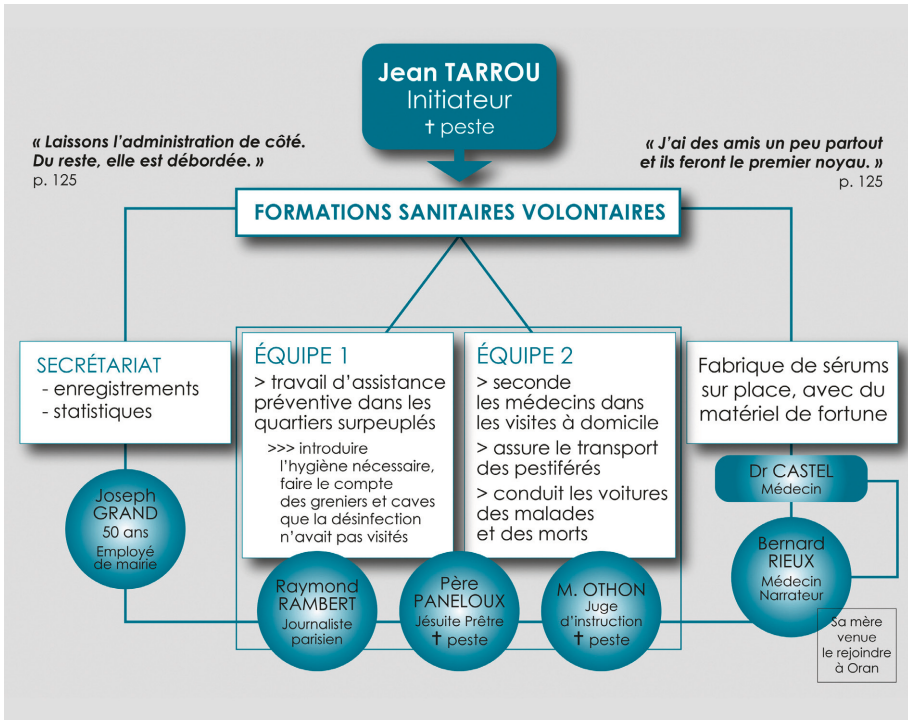 Jean TARROU
Initiateur
† peste
« Laissons l'administration de côté.
Du reste, elle est débordée. »
p. 125
« J'ai des amis un peu partout
et ils feront le premier noyau. »
p. 125
FORMATIONS SANITAIRES VOLONTAIRES
SECRÉTARIAT
- enregistrements
- statistiques
ÉQUIPE 1
> travail d'assistance
préventive dans les
quartiers surpeuplés
>>> introduire
l'hygiène nécessaire,
faire le compte
des greniers et caves
que la désinfection
n'avait pas visités
ÉQUIPE 2
> seconde
les médecins dans
les visites à domicile
> assure le transport
des pestiférés
> conduit les voitures
des malades
et des morts
Fabrique de sérums
sur place, avec du
matériel de fortune
Dr CASTEL
Médecin
Joseph
GRAND
50 ans
Employé
de mairie
Raymond
RAMBERT
Journaliste
parisien
Père
PANELOUX
Jésuite Prêtre
† peste
M. OTHON
Juge
d'instruction
† peste
Bernard
RIEUX
Médecin
Narrateur
Sa mère
venue
le rejoindre
à Oran